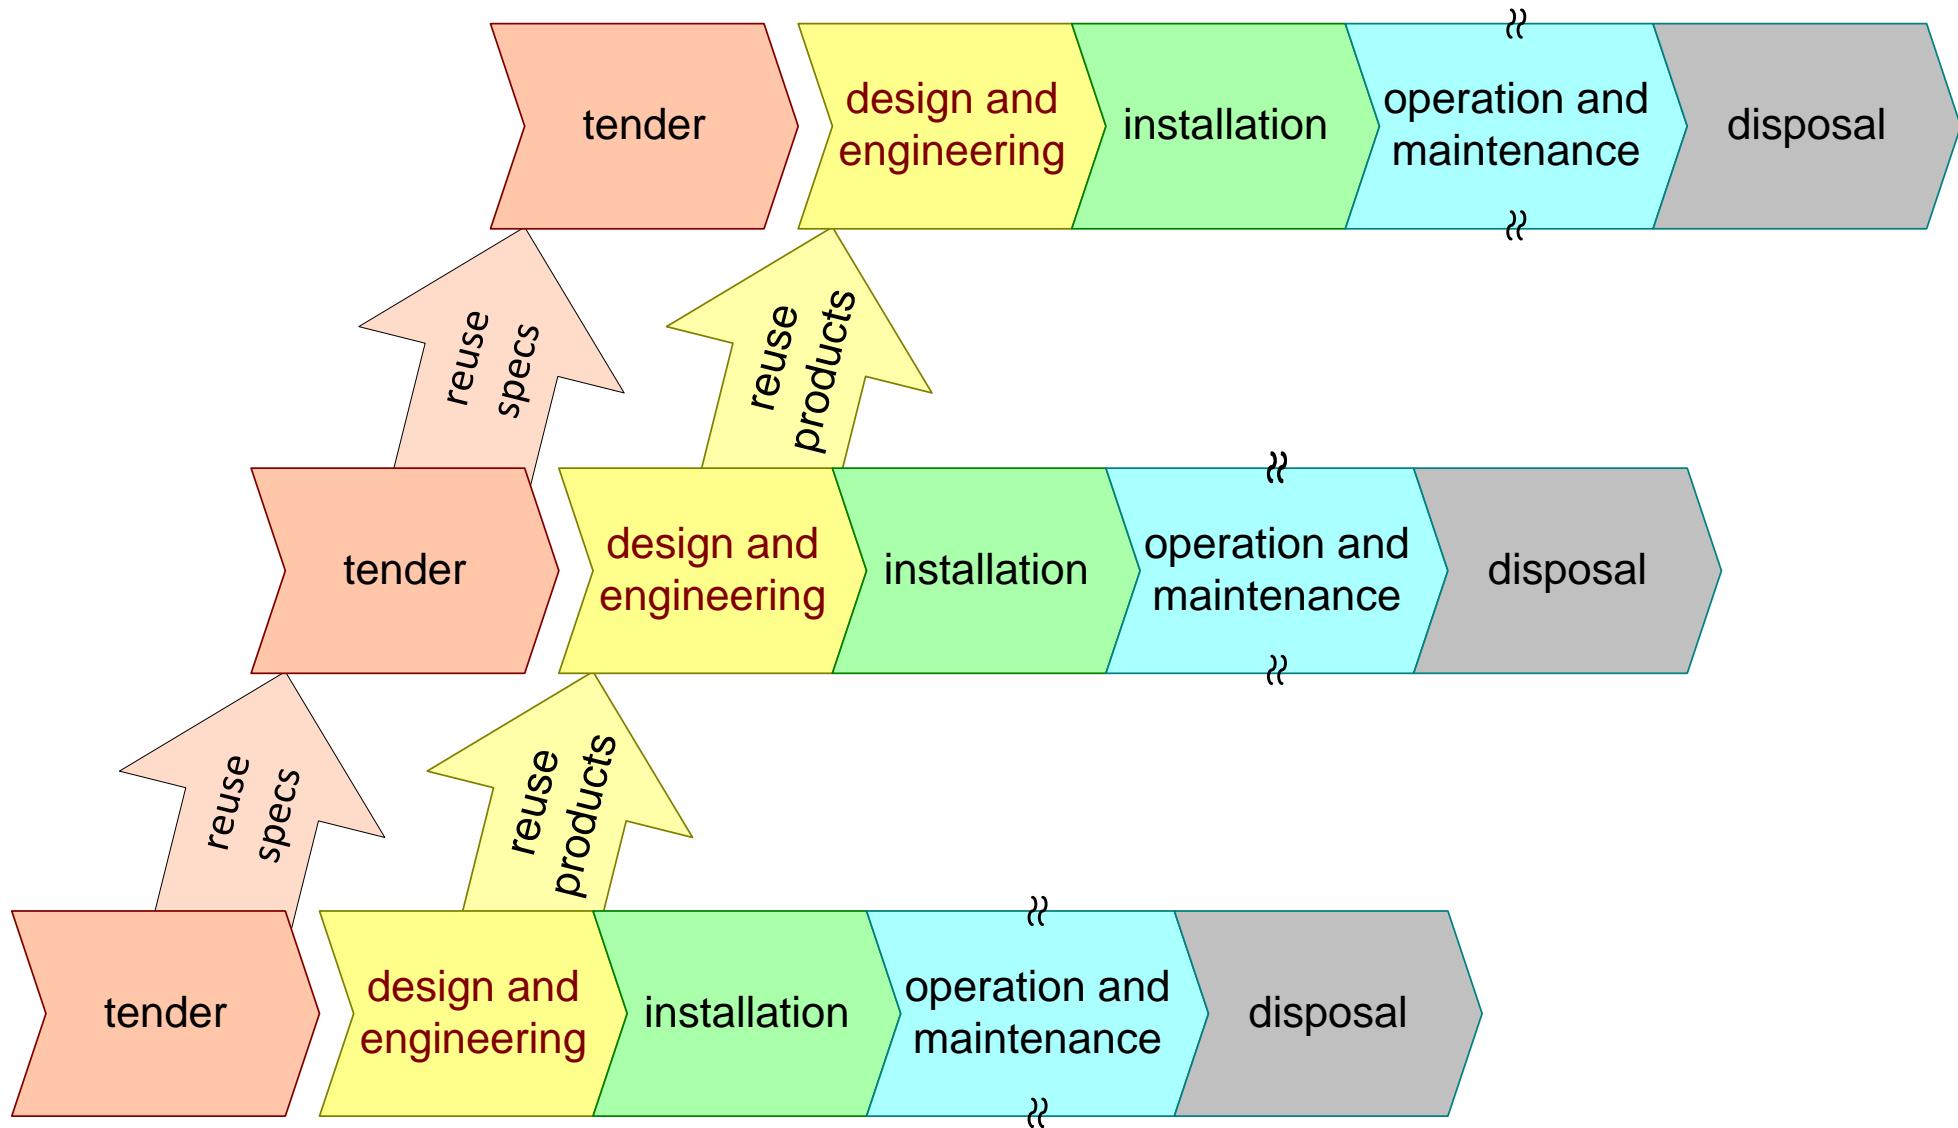 tender
design and
engineering
installation
operation and
maintenance
disposal
reuse
specs
reuse
products
tender
design and
engineering
installation
operation and
maintenance
disposal
reuse
specs
reuse
products
tender
design and
engineering
installation
operation and
maintenance
disposal